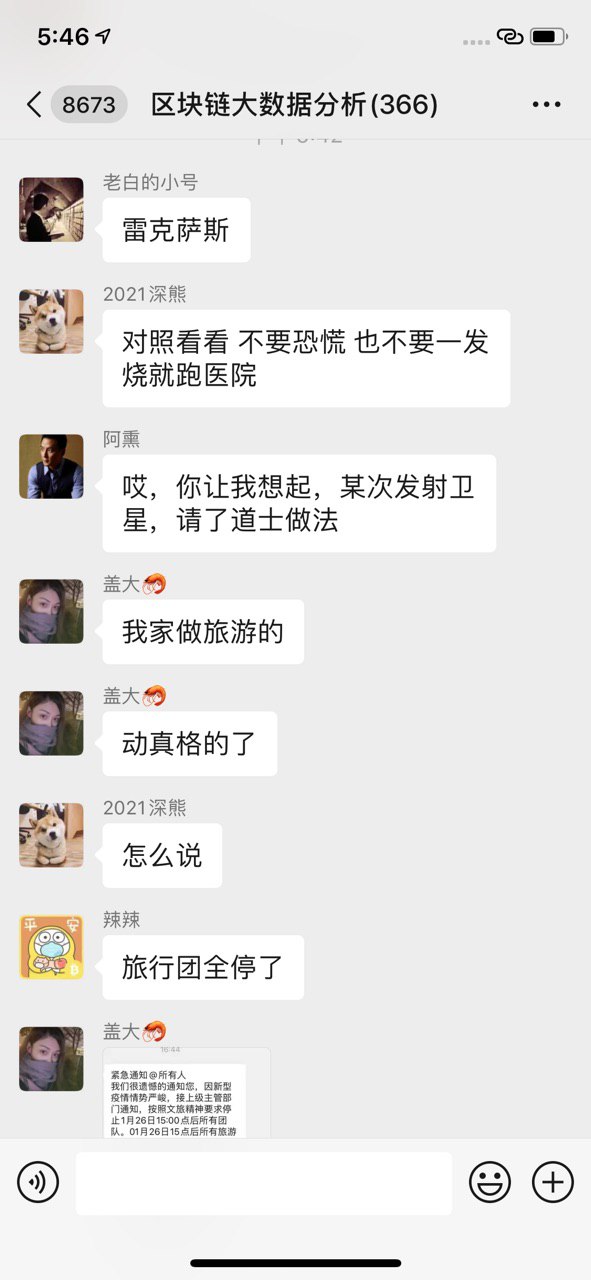 5:46
8673
区块链大数据分析(366)
老白的小号
雷克萨斯
2021深熊
对照看看 不要恐慌 也不要一发
烧就跑医院
阿熏
哎，你让我想起，某次发射卫
星，请了道士做法
盖大🦐
我家做旅游的
盖大🦐
动真格的了
2021深熊
怎么说
平安
辣辣
旅行团全停了
盖大🦐
16:44
紧急通知@所有人
我们很遗憾的通知您，因新型
疫情情势严峻，接上级主管部
门通知，按照文旅精神要求停
止1月26日15:00点后所有团
队。01月26日15点后所有旅游